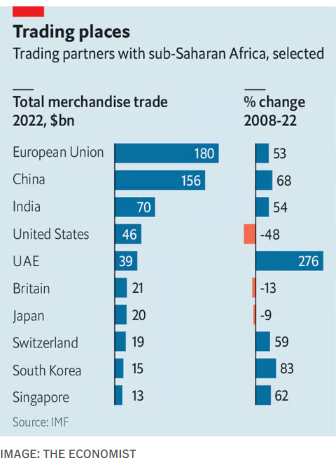 Trading places
Trading partners with sub-Saharan Africa, selected
Total merchandise trade
2022, $bn
% change
2008-22
European Union 180 53
China 156 68
India 70 54
United States 46 -48
UAE 39 276
Britain 21 -13
Japan 20 -9
Switzerland 19 59
South Korea 15 83
Singapore 13 62
Source: IMF
IMAGE: THE ECONOMIST